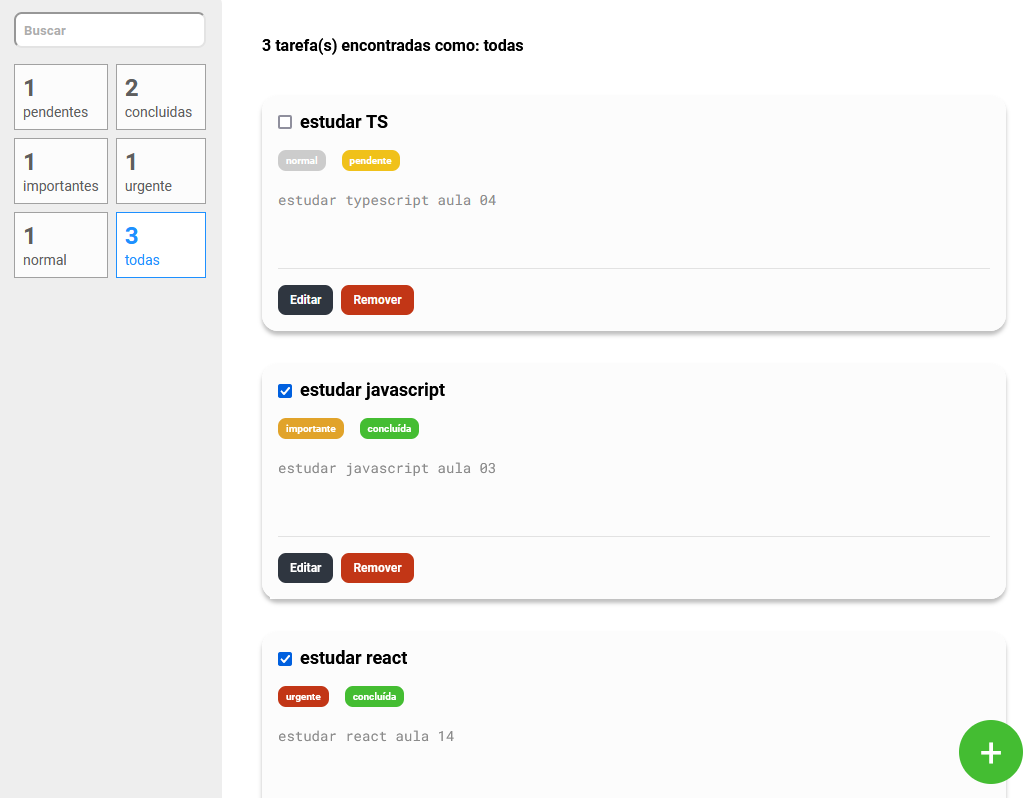 Buscar
1
pendentes
2
concluidas
1
importantes
1
urgente
1
normal
3
todas
3 tarefa(s) encontradas como: todas
estudar TS
normal pendente
estudar typescript aula 04
Editar Remover
estudar javascript
importante concluída
estudar javascript aula 03
Editar Remover
estudar react
urgente concluída
estudar react aula 14
+